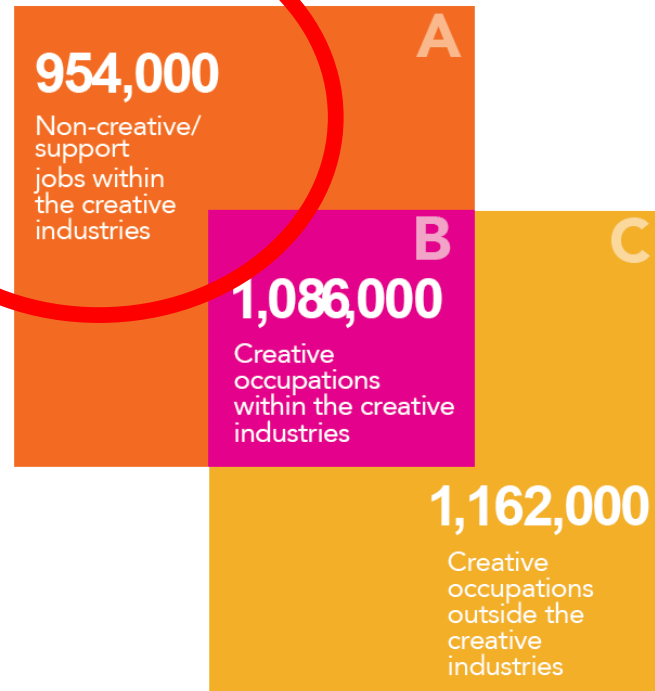 A
954,000
Non-creative/
support
jobs within
the creative
industries
B
1,086,000
Creative
occupations
within the creative
industries
C
1,162,000
Creative
occupations
outside the
creative
industries